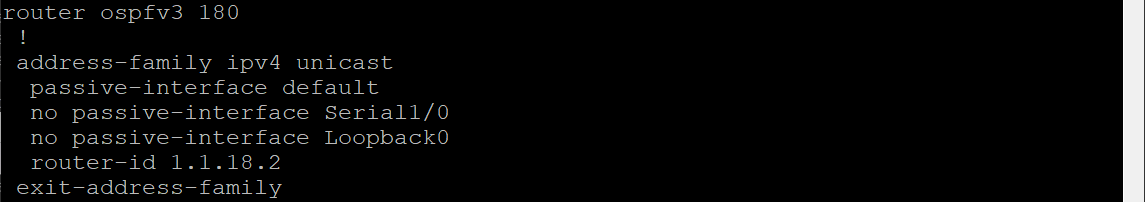 router ospfv3 180
!
address-family ipv4 unicast
passive-interface default
no passive-interface Serial1/0
no passive-interface Loopback0
router-id 1.1.18.2
exit-address-family